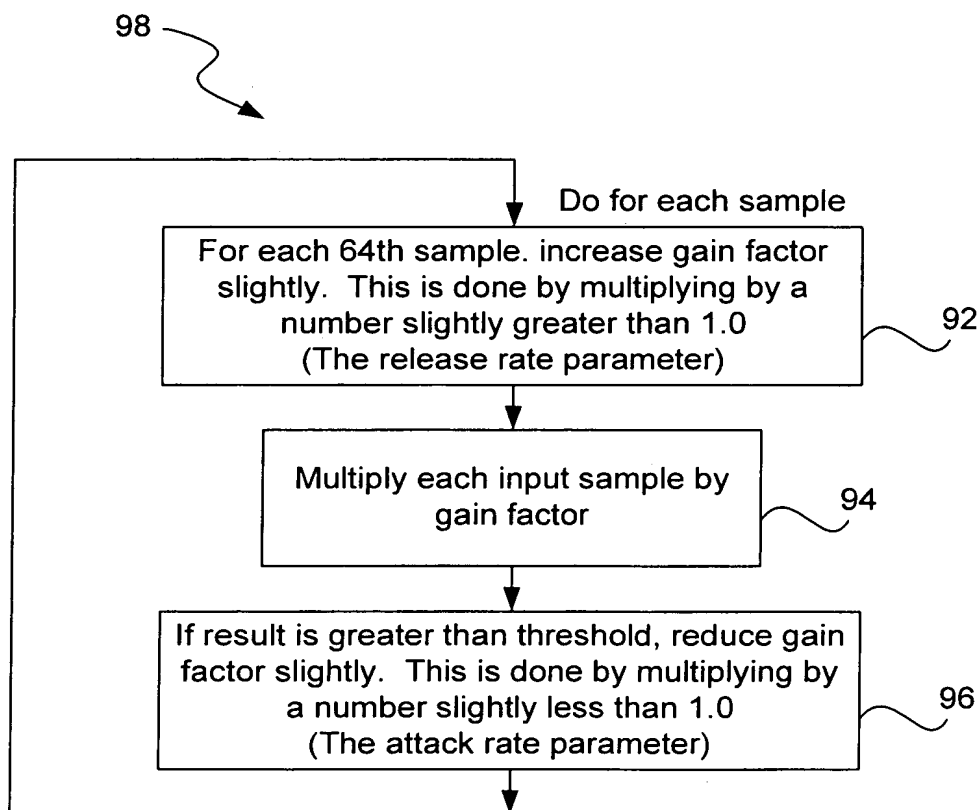 98
Do for each sample
For each 64th sample. increase gain factor
slightly. This is done by multiplying by a
number slightly greater than 1.0
(The release rate parameter)
92
Multiply each input sample by
gain factor
94
If result is greater than threshold, reduce gain
factor slightly. This is done by multiplying by
a number slightly less than 1.0
(The attack rate parameter)
96